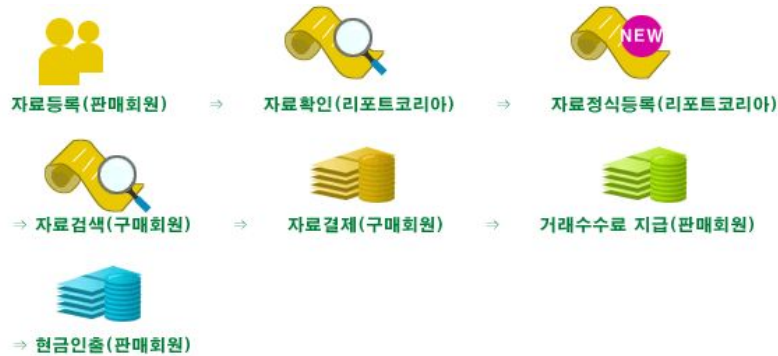 NEW
자료등록(판매회원) ⇒ 자료확인(리포트코리아) ⇒ 자료정식등록(리포트코리아)
⇒ 자료검색(구매회원) ⇒ 자료결제(구매회원) ⇒ 거래수수료 지급(판매회원)
⇒ 현금인출(판매회원)